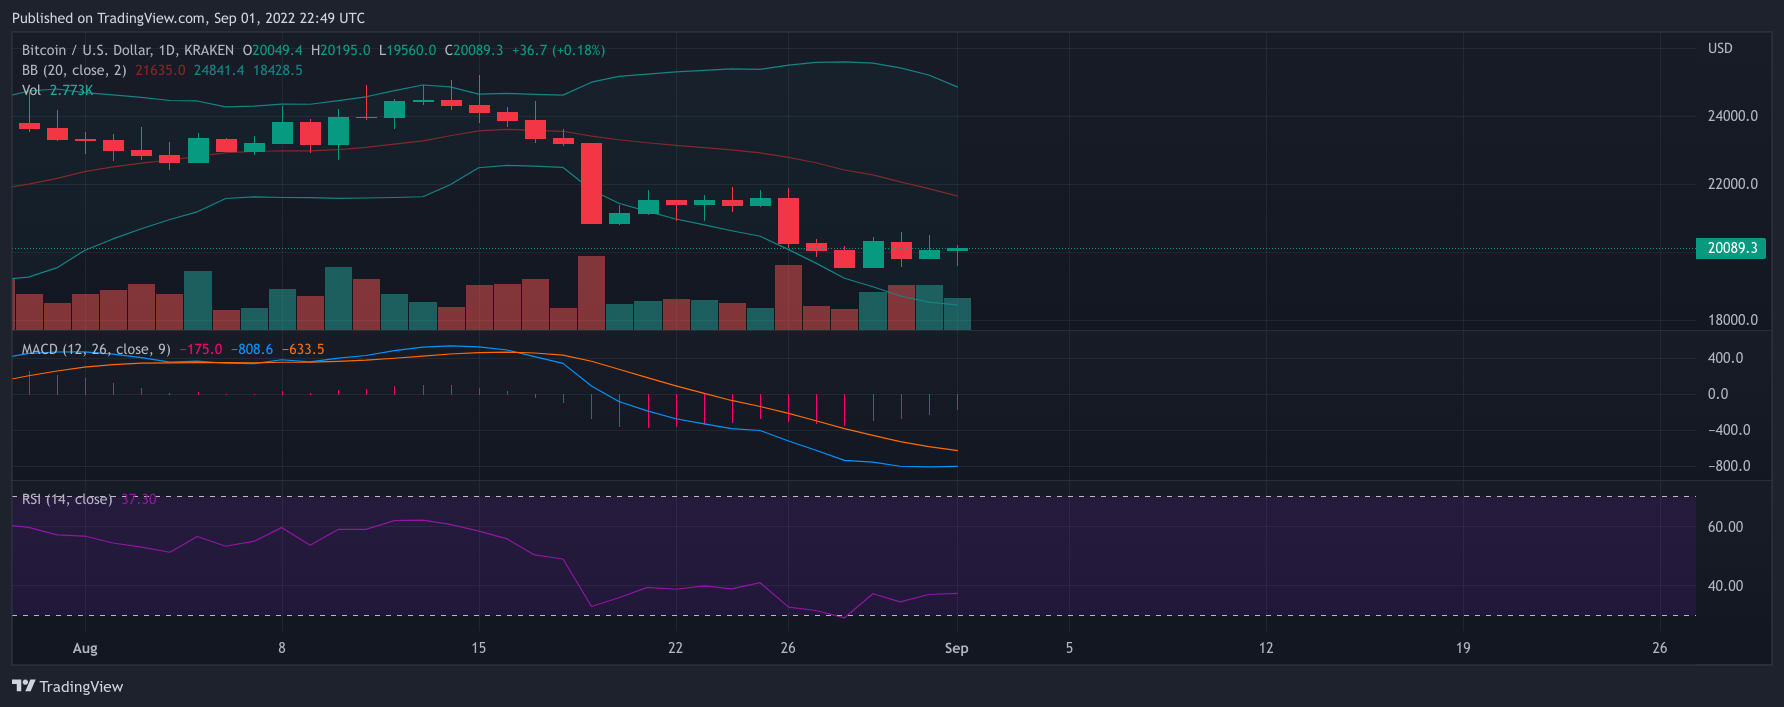 Published on TradingView.com, Sep 01, 2022 22:49 UTC
Bitcoin / U.S. Dollar, 1D, KRAKEN O20049.4 H20195.0 L19560.0 C20089.3 +36.7 (+0.18%)
BB (20, close, 2) 21635.0 24841.4 18428.5
Vol 2.773K
USD
24000.0
22000.0
20089.3
18000.0
MACD (12, 26, close, 9) −175.0 −808.6 −633.5
400.0
0.0
−400.0
−800.0
RSI (14, close) 37.30
60.00
40.00
Aug 8 15 22 26 Sep 5 12 19 26
TradingView